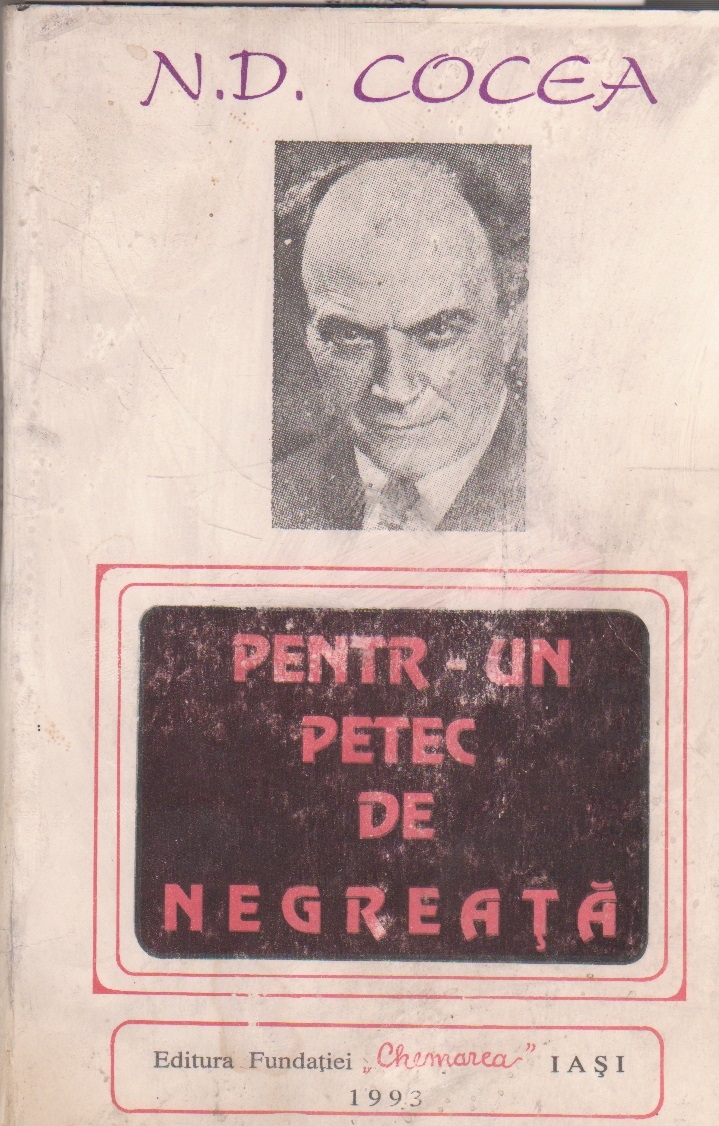 N.D. COCEA
PENTR-UN
PETEC
DE
NEGREAŢĂ
Editura Fundaţiei „Chemarea” IAŞI
1993